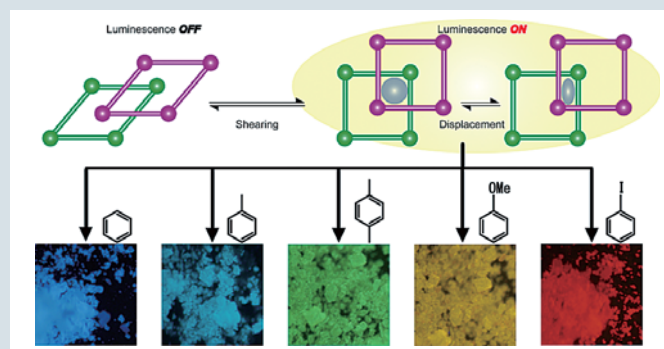 Luminescence OFF
Luminescence ON
Shearing
Displacement
OMe
I